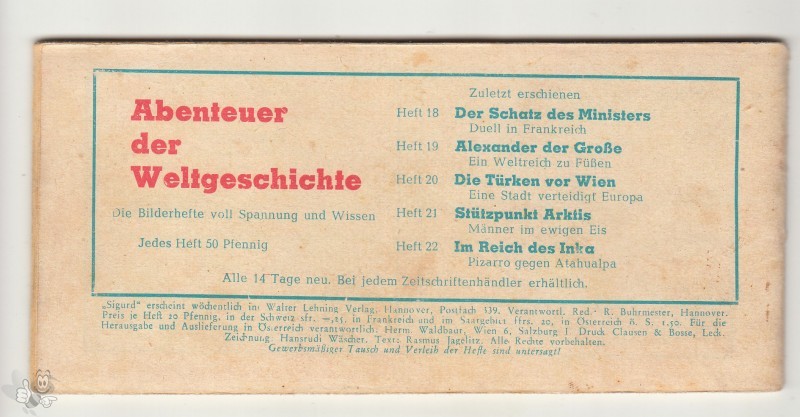 Abenteuer
der
Weltgeschichte
Die Bilderhefte voll Spannung und Wissen
Jedes Heft 50 Pfennig
Zuletzt erschienen
Heft 18 Der Schatz des Ministers
Duell in Frankreich
Heft 19 Alexander der Große
Ein Weltreich zu Füßen
Heft 20 Die Türken vor Wien
Eine Stadt verteidigt Europa
Heft 21 Stützpunkt Arktis
Männer im ewigen Eis
Heft 22 Im Reich des Inka
Pizarro gegen Atahualpa
Alle 14 Tage neu. Bei jedem Zeitschriftenhändler erhältlich.
„Sigurd“ erscheint wöchentlich in: Walter Lehning Verlag, Hannover, Postfach 339. Verantwortl. Red.: R. Buhrmester, Hannover.
Preis je Heft 20 Pfennig, in der Schweiz sfr. –,25, in Frankreich und im Saargebiet ffrs. 20, in Österreich ö. S. 1.50. Für die
Herausgabe und Auslieferung in Österreich verantwortlich: Herm. Waldbaur, Wien 6, Salzburg 1 Druck Clausen & Bosse, Leck.
Zeichnung Hansrudi Wäscher. Text: Rasmus Jagelitz. Alle Rechte vorbehalten.
Gewerbsmäßiger Tausch und Verleih der Hefte sind untersagt!